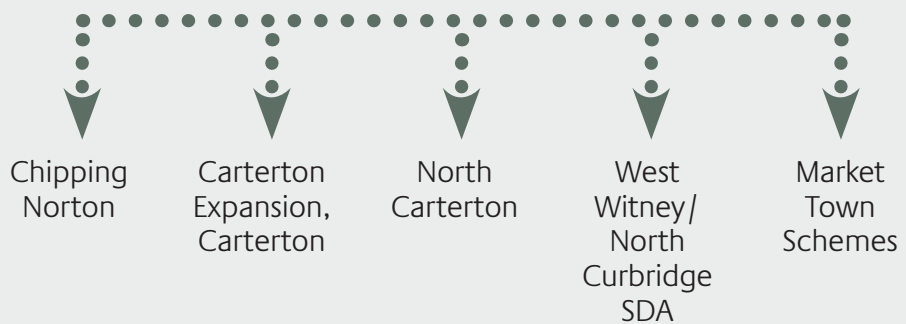 Chipping
Norton
Carterton
Expansion,
Carterton
North
Carterton
West
Witney/
North
Curbridge
SDA
Market
Town
Schemes